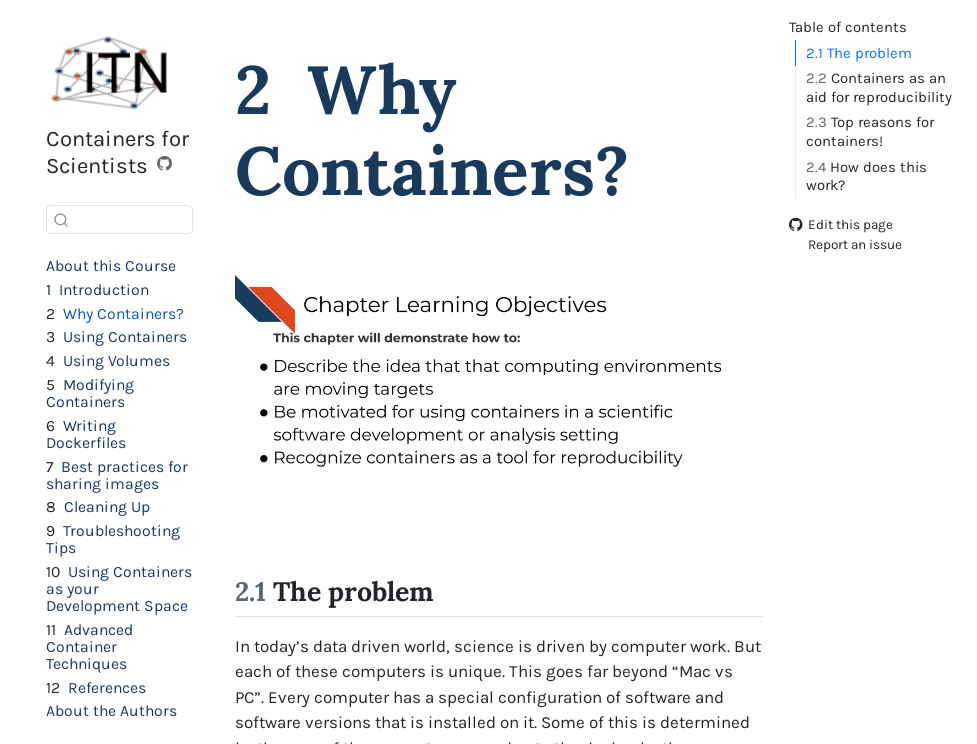 ITN
Containers for
Scientists
About this Course
1 Introduction
2 Why Containers?
3 Using Containers
4 Using Volumes
5 Modifying
Containers
6 Writing
Dockerfiles
7 Best practices for
sharing images
8 Cleaning Up
9 Troubleshooting
Tips
10 Using Containers
as your
Development Space
11 Advanced
Container
Techniques
12 References
About the Authors
2 Why
Containers?
Chapter Learning Objectives
This chapter will demonstrate how to:
● Describe the idea that that computing environments
are moving targets
● Be motivated for using containers in a scientific
software development or analysis setting
● Recognize containers as a tool for reproducibility
2.1 The problem
In today’s data driven world, science is driven by computer work. But
each of these computers is unique. This goes far beyond “Mac vs
PC”. Every computer has a special configuration of software and
software versions that is installed on it. Some of this is determined
Table of contents
2.1 The problem
2.2 Containers as an
aid for reproducibility
2.3 Top reasons for
containers!
2.4 How does this
work?
Edit this page
Report an issue